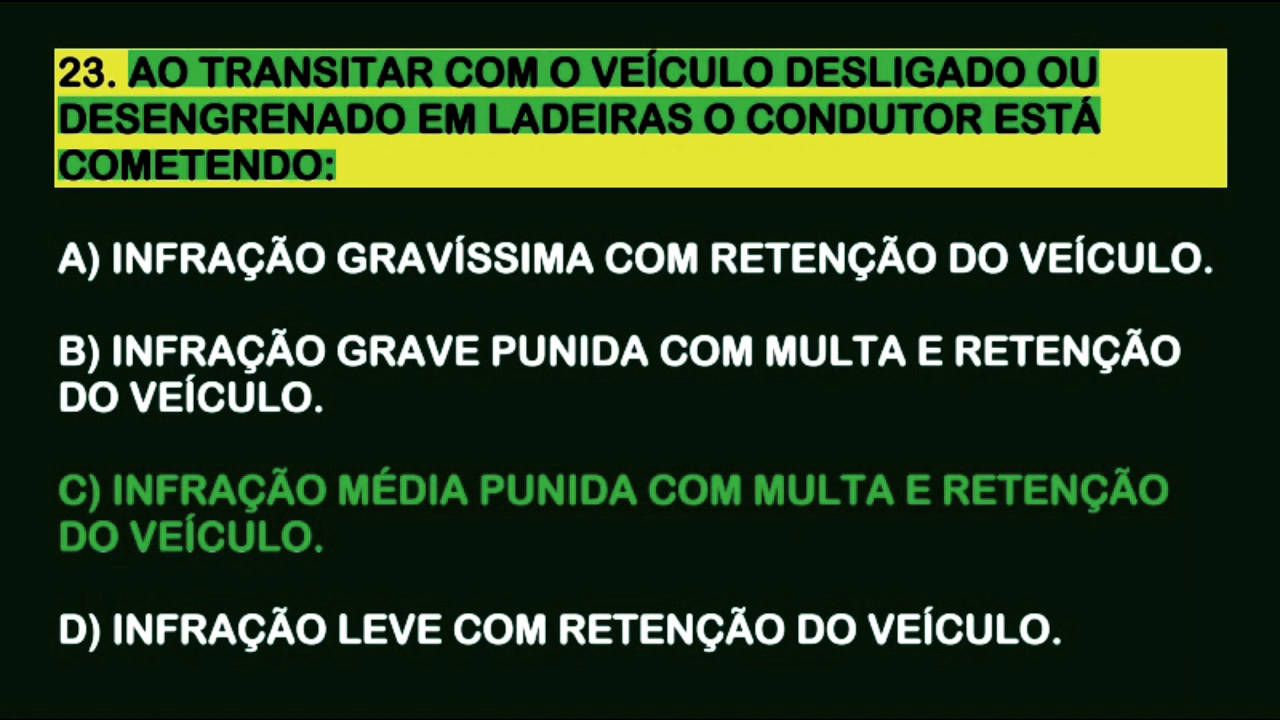 23. AO TRANSITAR COM O VEÍCULO DESLIGADO OU
DESENGRENADO EM LADEIRAS O CONDUTOR ESTÁ
COMETENDO:
A) INFRAÇÃO GRAVÍSSIMA COM RETENÇÃO DO VEÍCULO.
B) INFRAÇÃO GRAVE PUNIDA COM MULTA E RETENÇÃO
DO VEÍCULO.
C) INFRAÇÃO MÉDIA PUNIDA COM MULTA E RETENÇÃO
DO VEÍCULO.
D) INFRAÇÃO LEVE COM RETENÇÃO DO VEÍCULO.